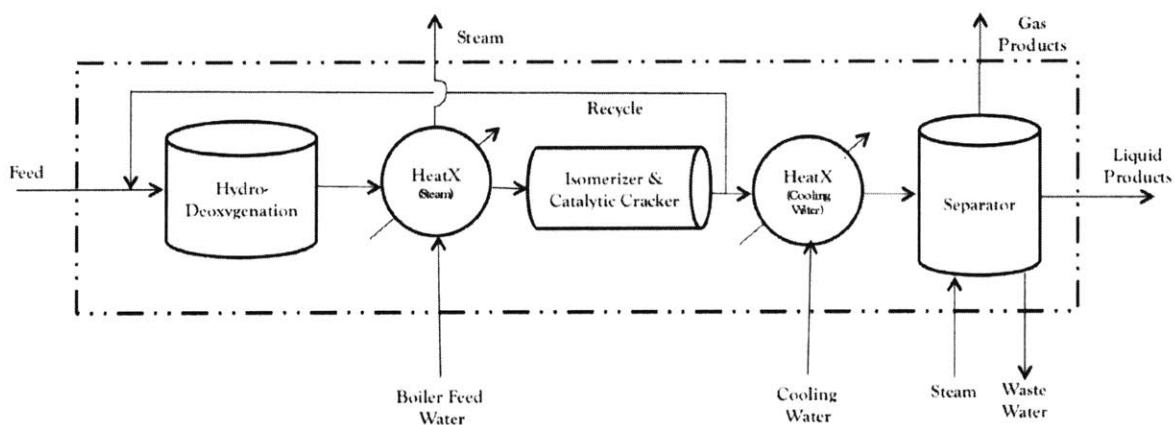 Steam
Gas
Products
Recycle
Feed
Hydro-
Deoxygenation
HeatX
(Steam)
Isomerizer &
Catalytic Cracker
HeatX
(Cooling
Water)
Separator
Liquid
Products
Boiler Feed
Water
Cooling
Water
Steam
Waste
Water